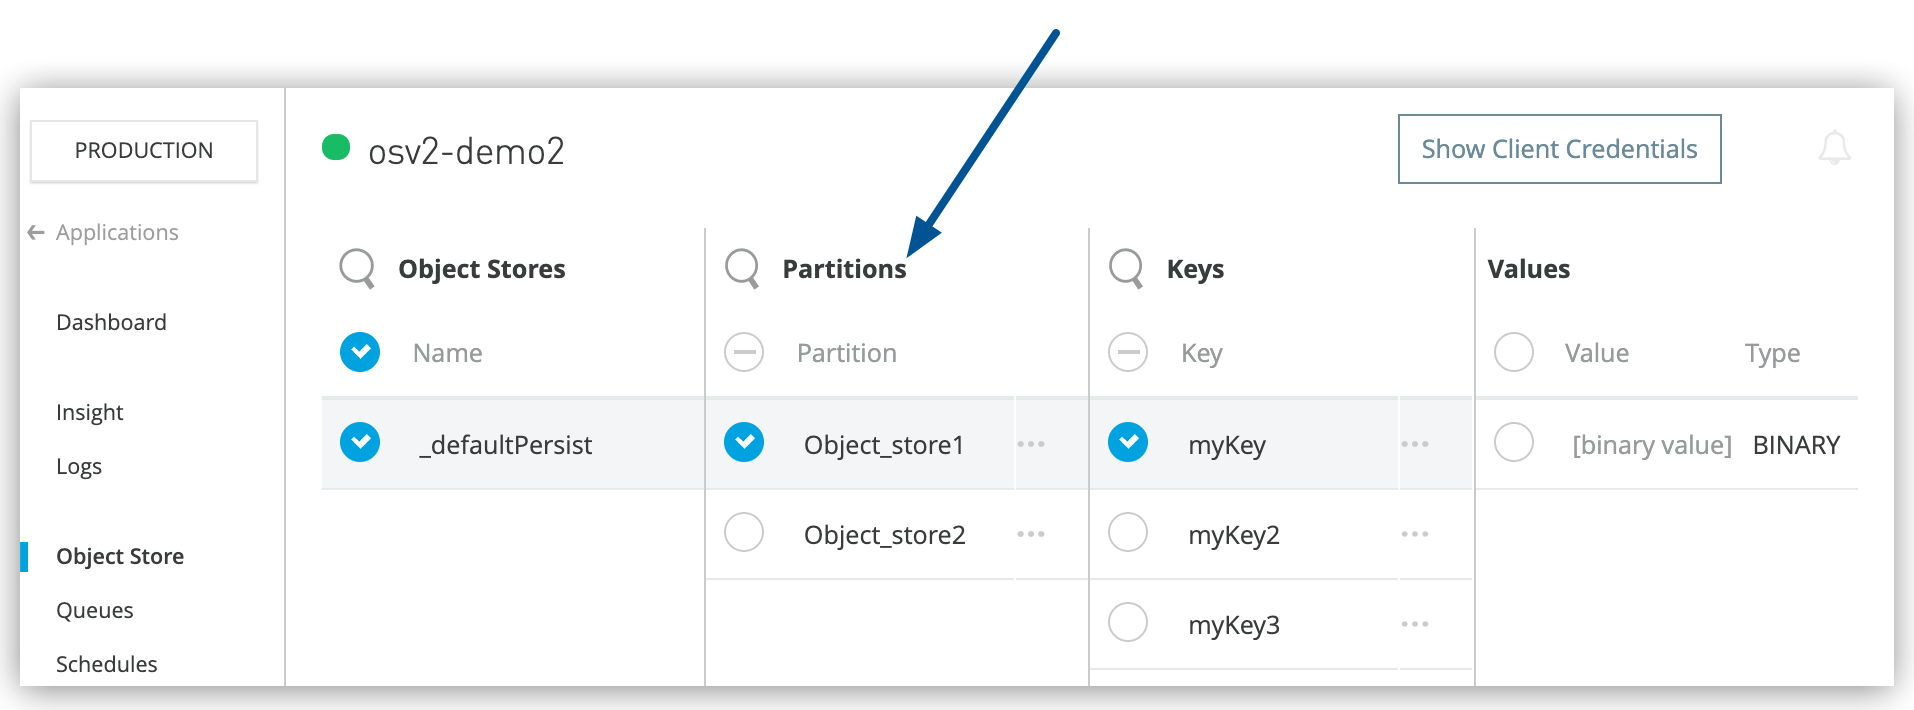 PRODUCTION
Applications
Dashboard
Insight
Logs
Object Store
Queues
Schedules
osv2-demo2
Show Client Credentials
Object Stores Partitions Keys Values
Name Partition Key Value Type
_defaultPersist Object_store1 ... myKey ... [binary value] BINARY
Object_store2 ... myKey2 ...
myKey3 ...